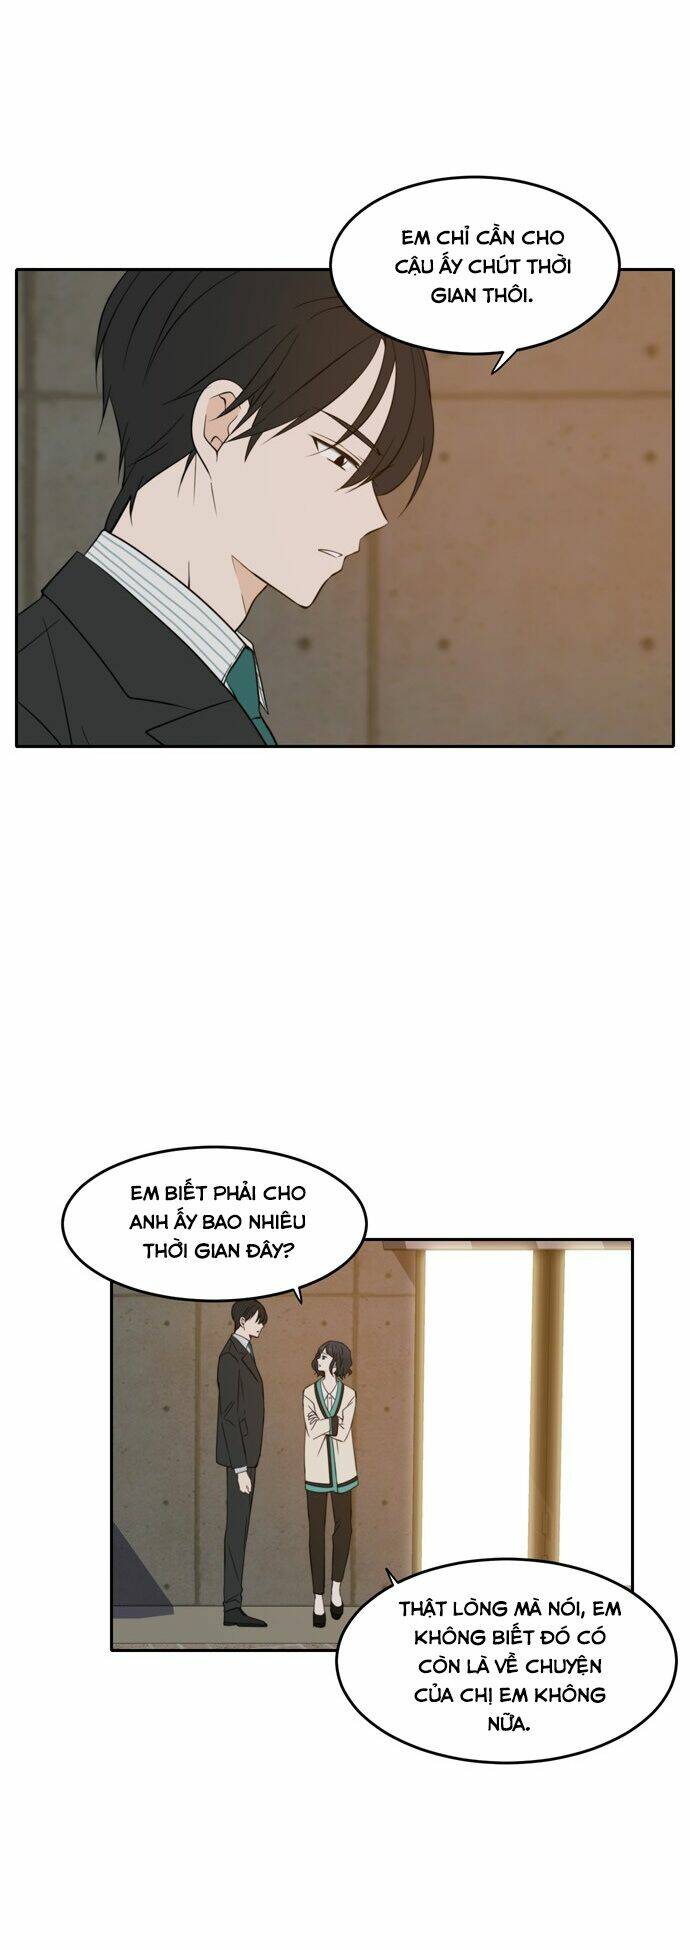 EM CHỈ CẦN CHO
CẬU ẤY CHÚT THỜI
GIAN THÔI.
EM BIẾT PHẢI CHO
ANH ẤY BAO NHIÊU
THỜI GIAN ĐÂY?
THẬT LÒNG MÀ NÓI, EM
KHÔNG BIẾT ĐÓ CÓ
CÒN LÀ VỀ CHUYỆN
CỦA CHỊ EM KHÔNG
NỮA.